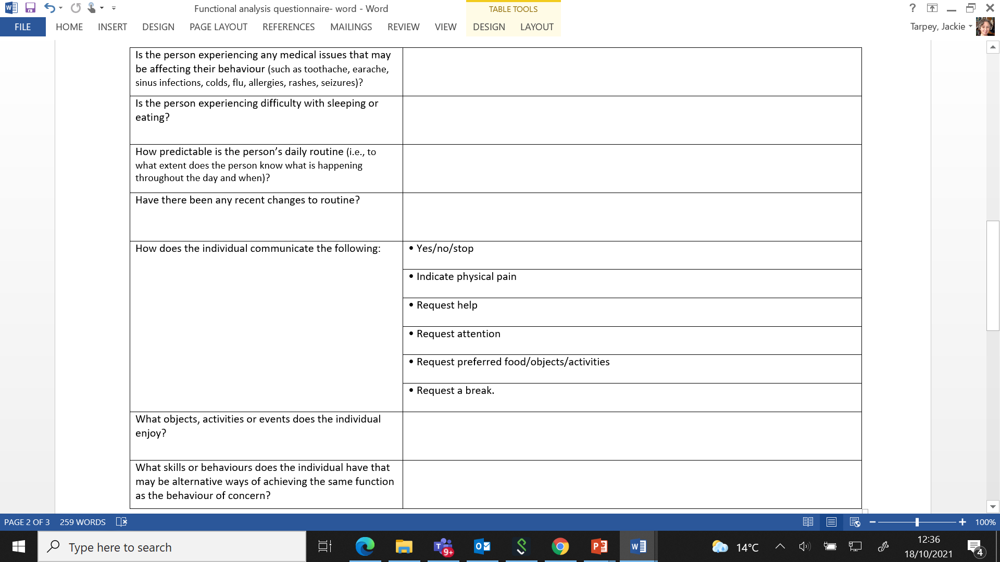 Functional analysis questionnaire- word - Word
TABLE TOOLS
?
FILE HOME INSERT DESIGN PAGE LAYOUT REFERENCES MAILINGS REVIEW VIEW DESIGN LAYOUT
Tarpey, Jackie
Is the person experiencing any medical issues that may
be affecting their behaviour (such as toothache, earache,
sinus infections, colds, flu, allergies, rashes, seizures)?
Is the person experiencing difficulty with sleeping or
eating?
How predictable is the person’s daily routine (i.e., to
what extent does the person know what is happening
throughout the day and when)?
Have there been any recent changes to routine?
How does the individual communicate the following:
• Yes/no/stop
• Indicate physical pain
• Request help
• Request attention
• Request preferred food/objects/activities
• Request a break.
What objects, activities or events does the individual
enjoy?
What skills or behaviours does the individual have that
may be alternative ways of achieving the same function
as the behaviour of concern?
PAGE 2 OF 3 259 WORDS
100%
Type here to search
9+
14°C
12:36
18/10/2021
4